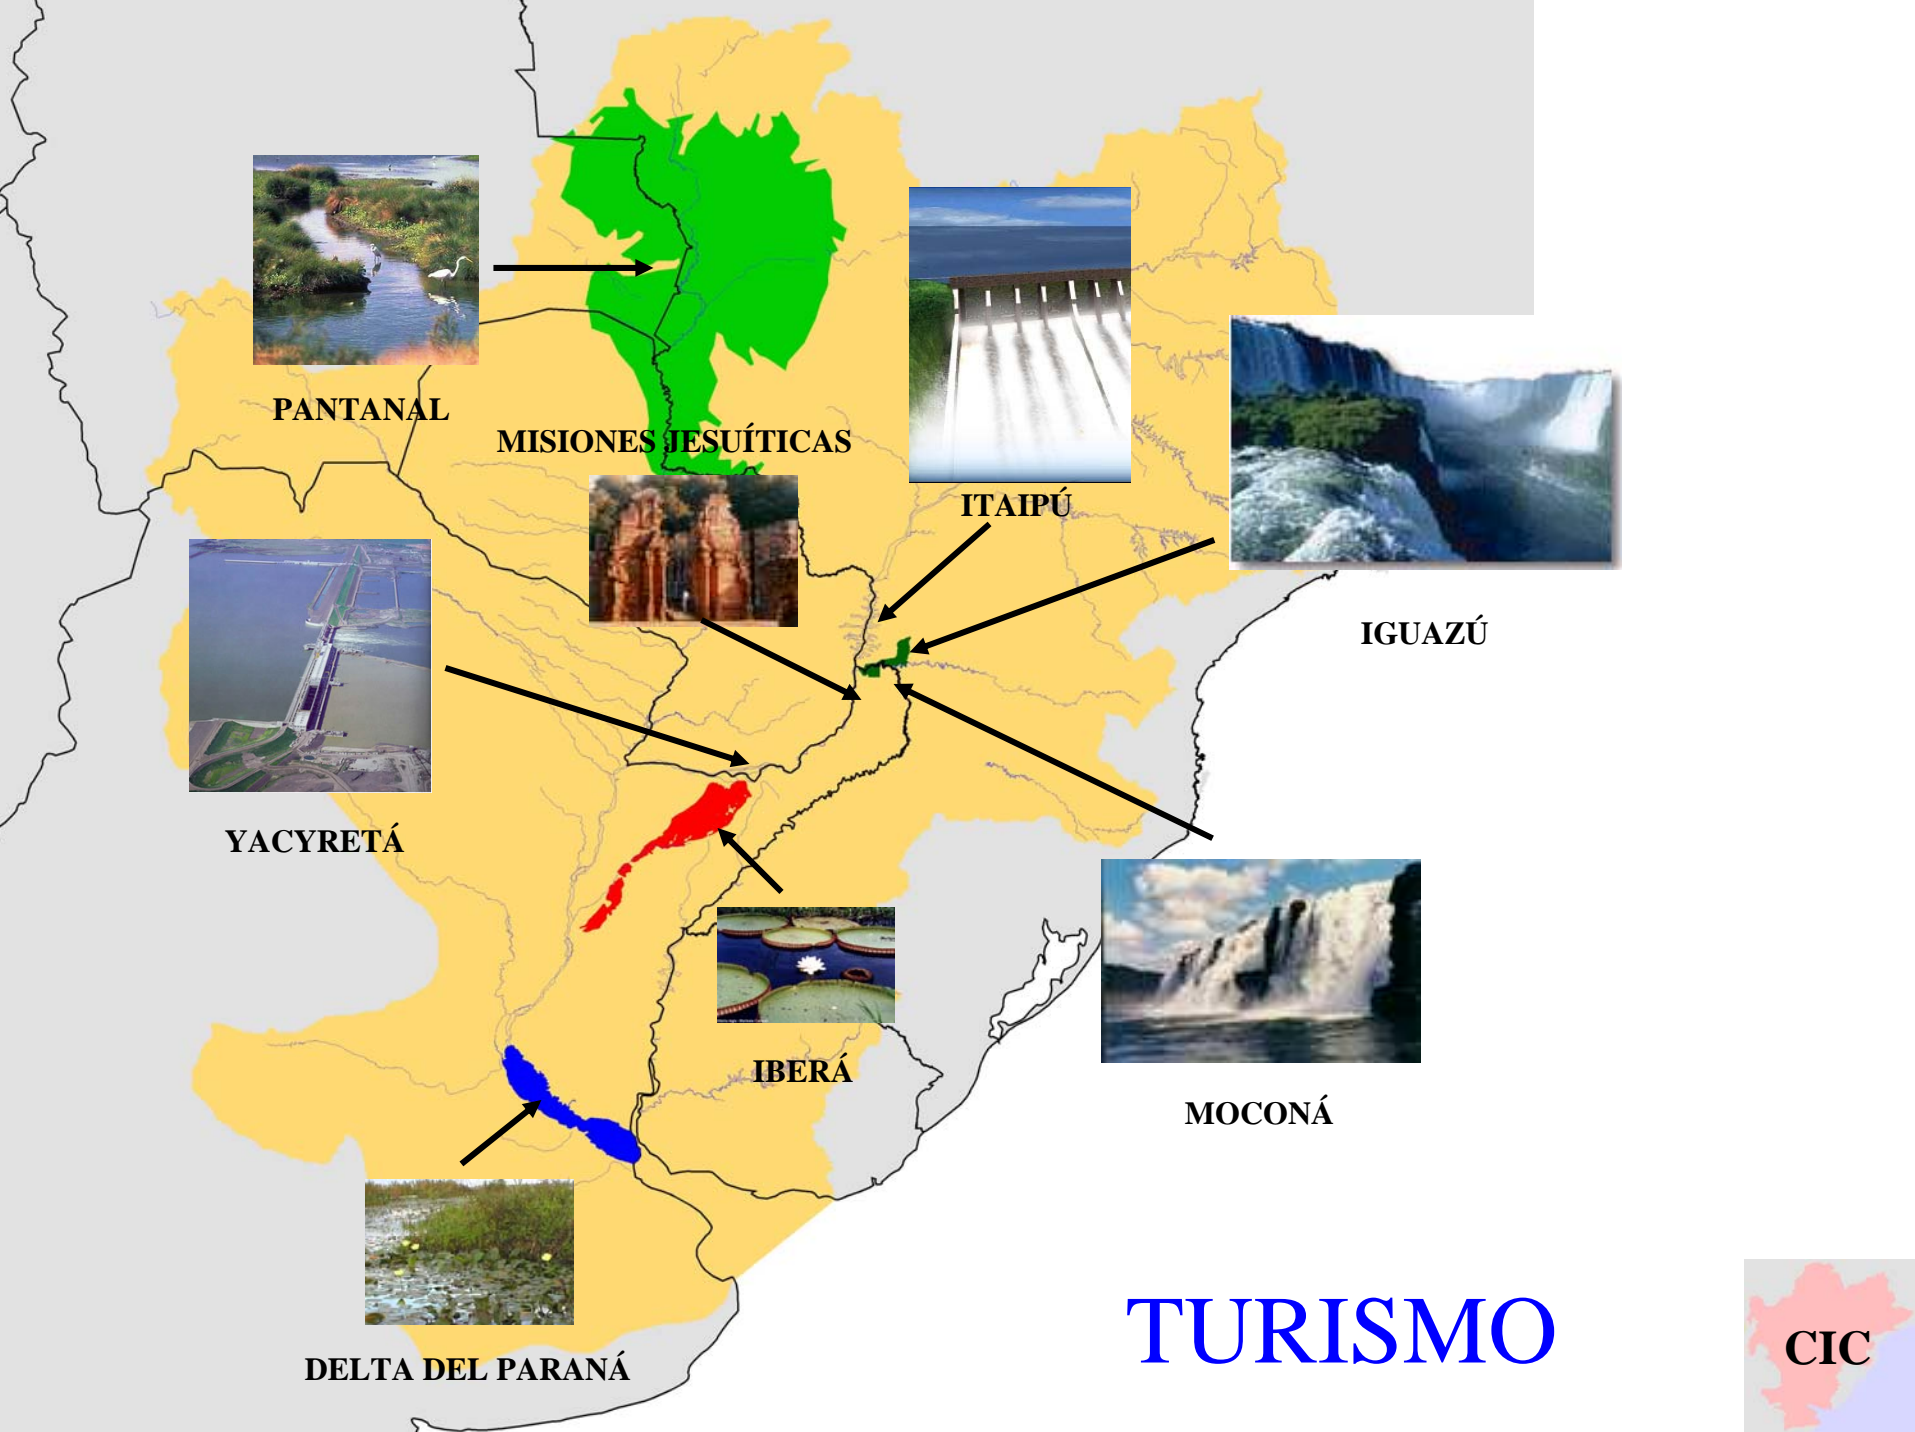 PANTANAL
MISIONES JESUÍTICAS
ITAIPÚ
IGUAZÚ
YACYRETÁ
IBERÁ
MOCONÁ
DELTA DEL PARANÁ
TURISMO
CIC